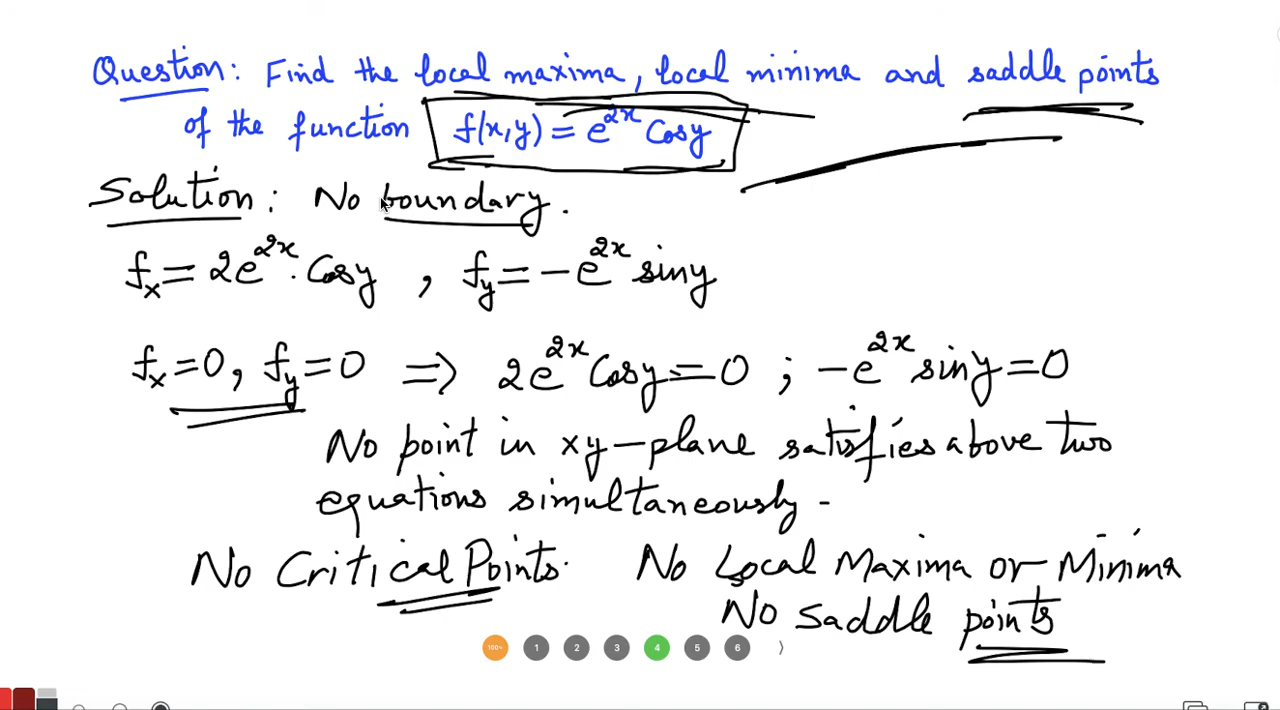 Question: Find the local maxima, local minima and saddle points
of the function f(x,y) = e^2x Cosy
Solution: No boundary.
fx = 2e^2x . Cosy , fy = -e^2x siny
fx = 0, fy = 0 ⇒ 2e^2x Cosy = 0 ; -e^2x siny = 0
No point in xy-plane satisfies above two
equations simultaneously -
No Critical Points. No Local Maxima or Minima
No saddle points
100% 1 2 3 4 5 6 〉